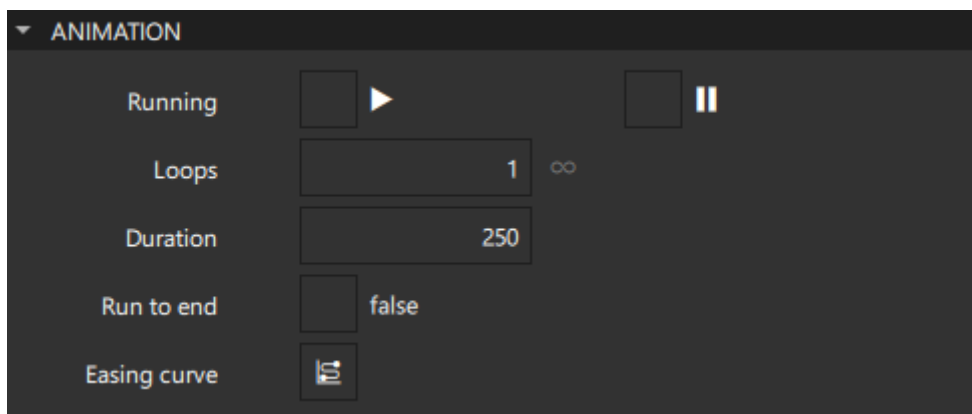 ANIMATION
Running
Loops 1 ∞
Duration 250
Run to end false
Easing curve